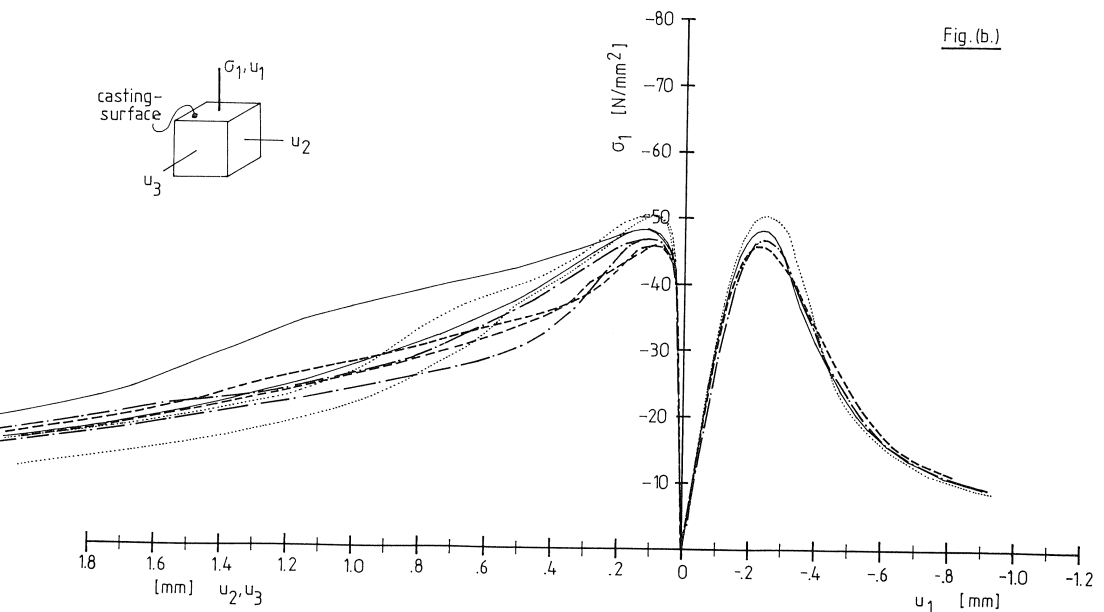 Fig.(b.)
σ1,u1
casting-
surface
u2
u3
σ1 [N/mm²]
-80
-70
-60
-50
-40
-30
-20
-10
1.8 1.6 1.4 1.2 1.0 .8 .6 .4 .2 0 -.2 -.4 -.6 -.8 -1.0 -1.2
[mm] u2,u3
u1 [mm]